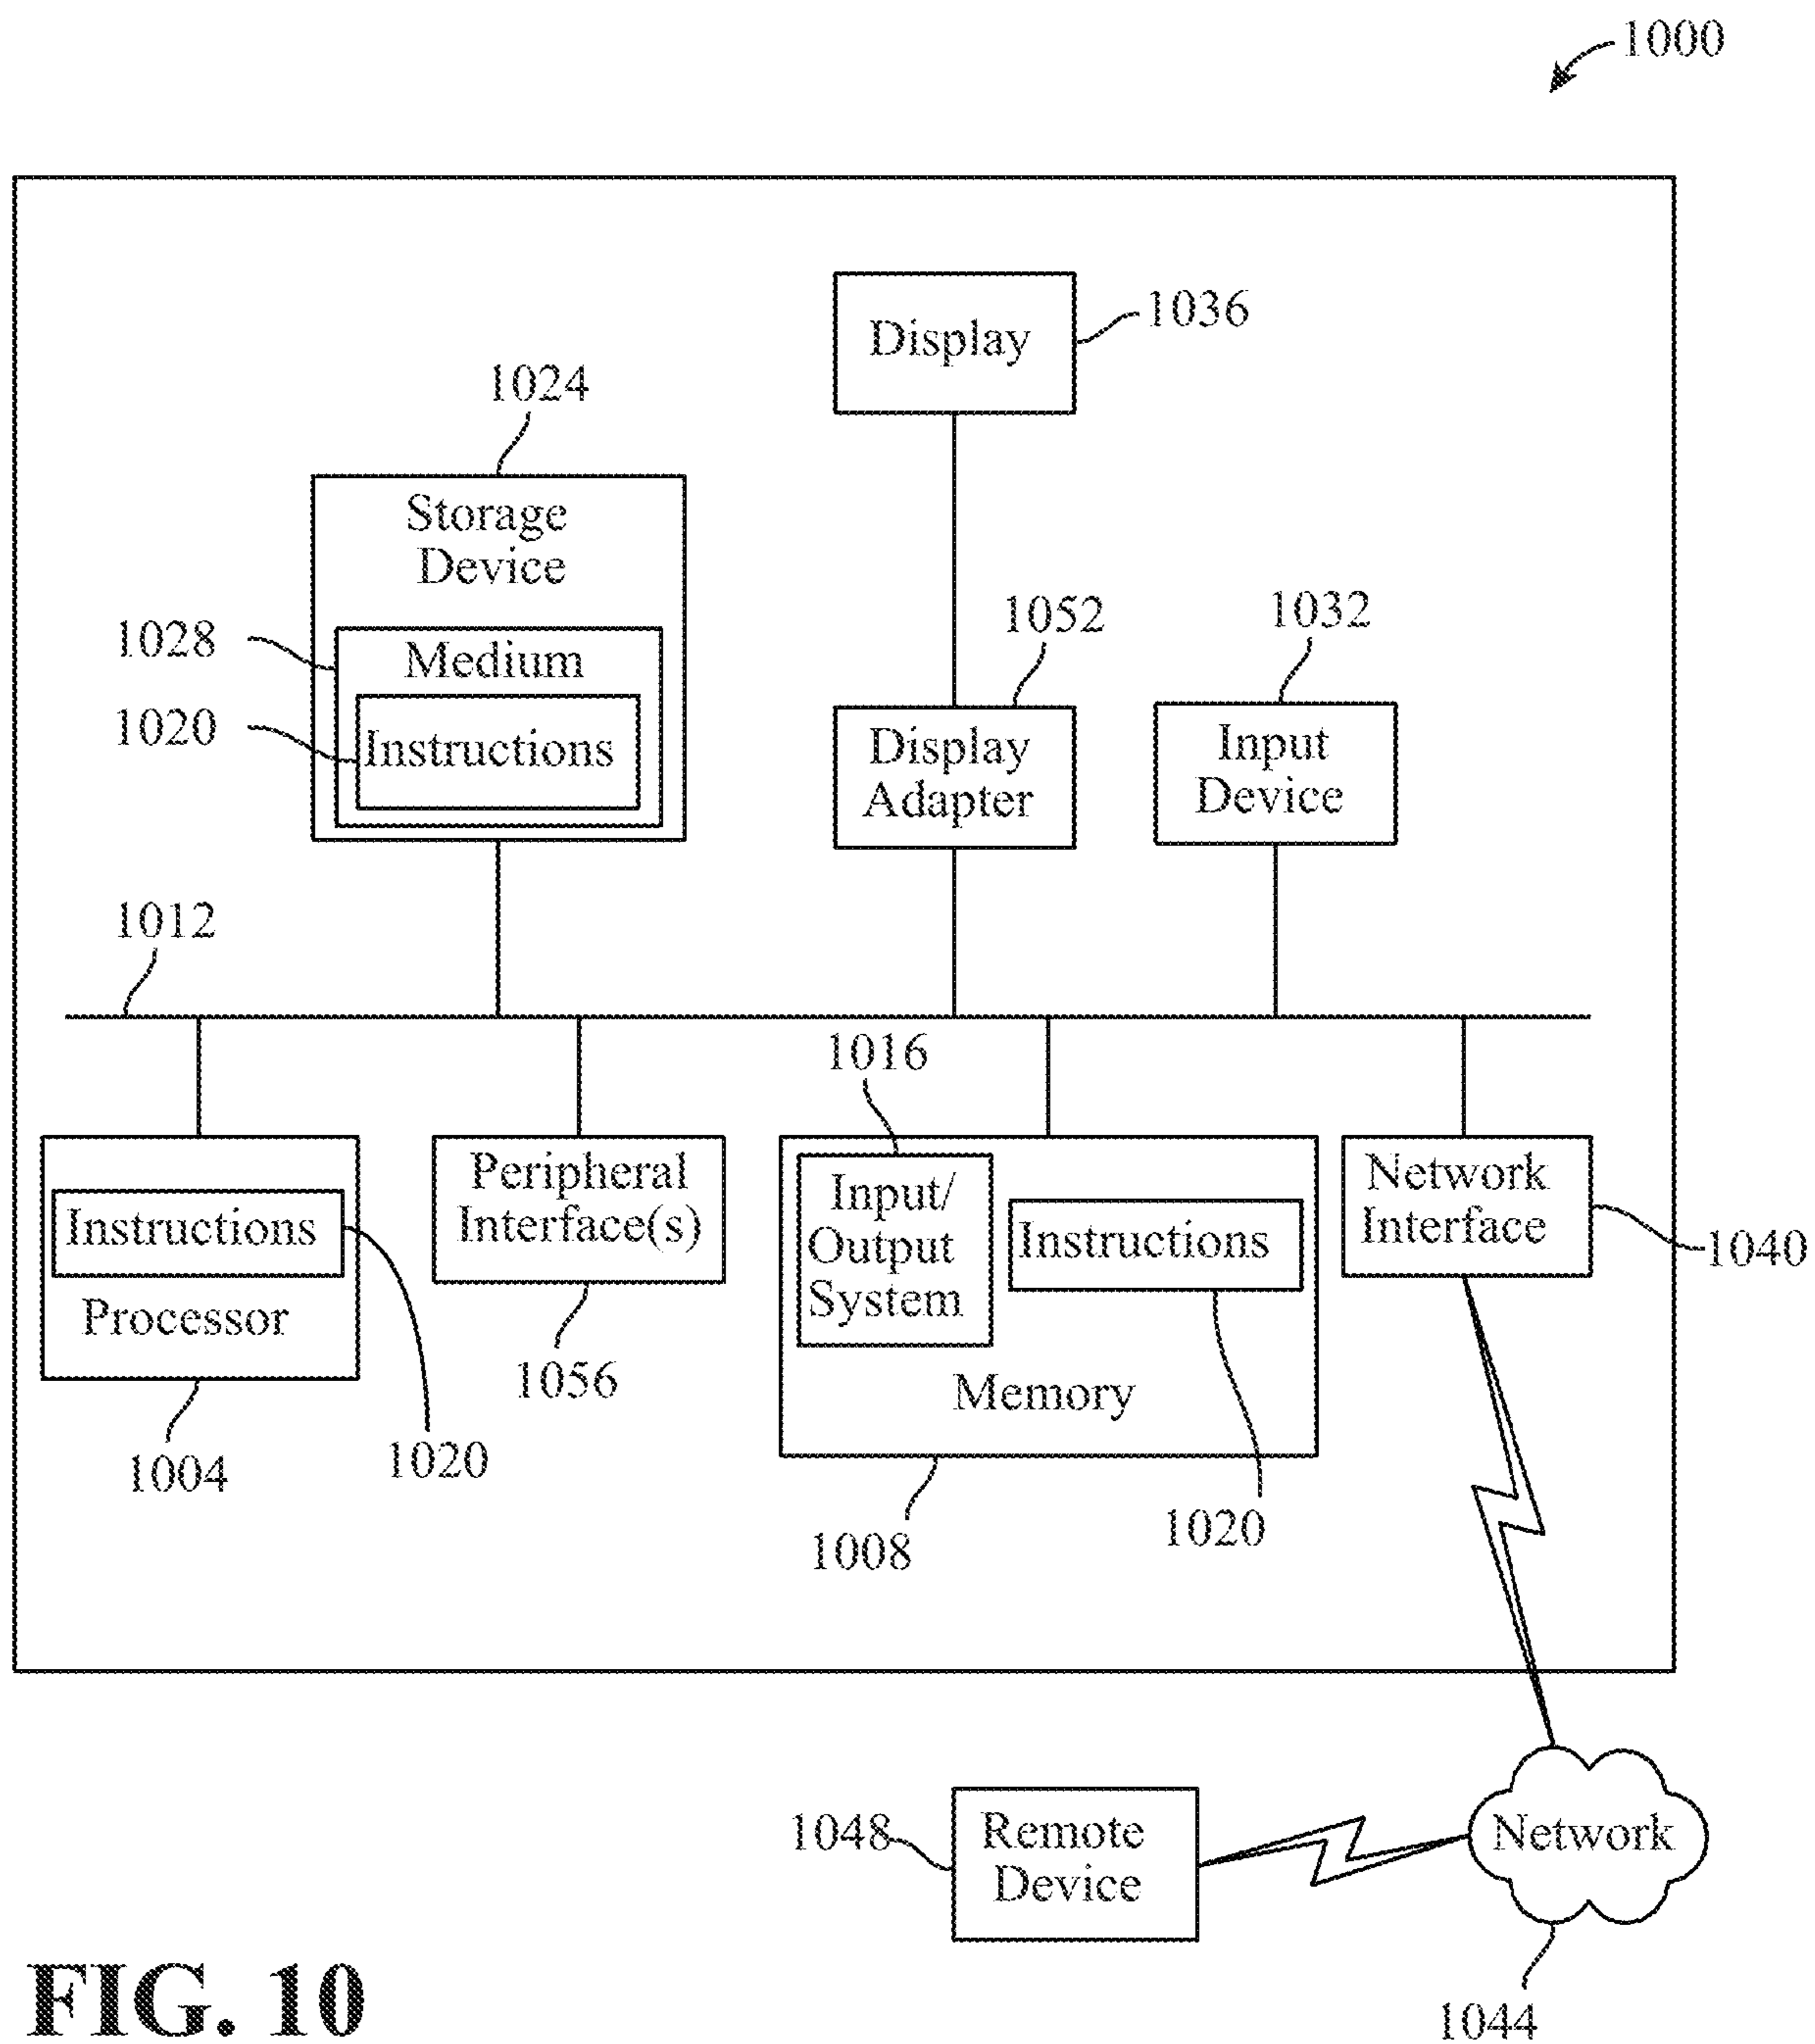 1000
Display
1036
1024
Storage
Device
1028
Medium
1020
Instructions
1052
Display
Adapter
1032
Input
Device
1012
1016
Instructions
Processor
1004
1020
Peripheral
Interface(s)
1056
Input/
Output
System
Instructions
Memory
1008
1020
Network
Interface
1040
1048
Remote
Device
Network
1044
FIG. 10